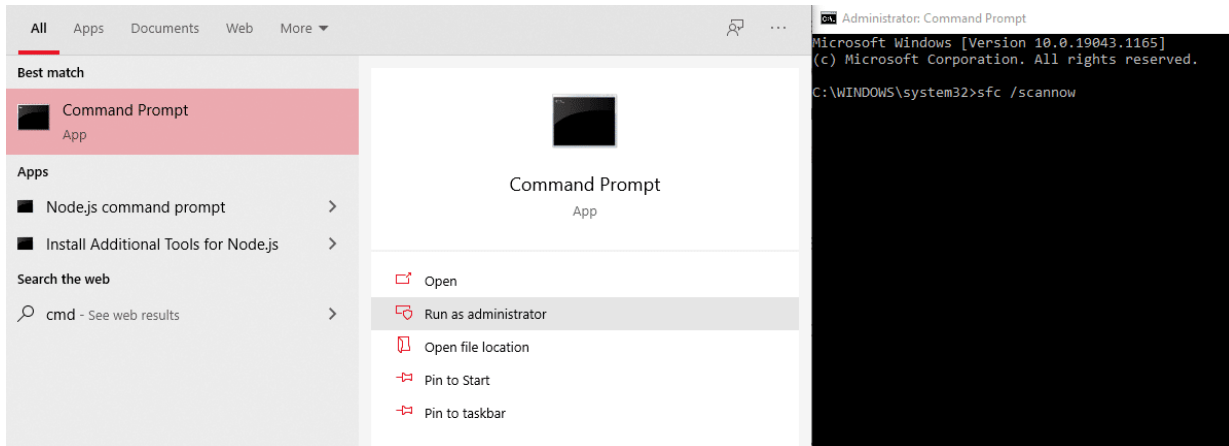 All Apps Documents Web More
Best match
Command Prompt
App
Apps
Node.js command prompt
Install Additional Tools for Node.js
Search the web
cmd - See web results
Command Prompt
App
Open
Run as administrator
Open file location
Pin to Start
Pin to taskbar
Administrator: Command Prompt
Microsoft Windows [Version 10.0.19043.1165]
(c) Microsoft Corporation. All rights reserved.
C:\WINDOWS\system32>sfc /scannow